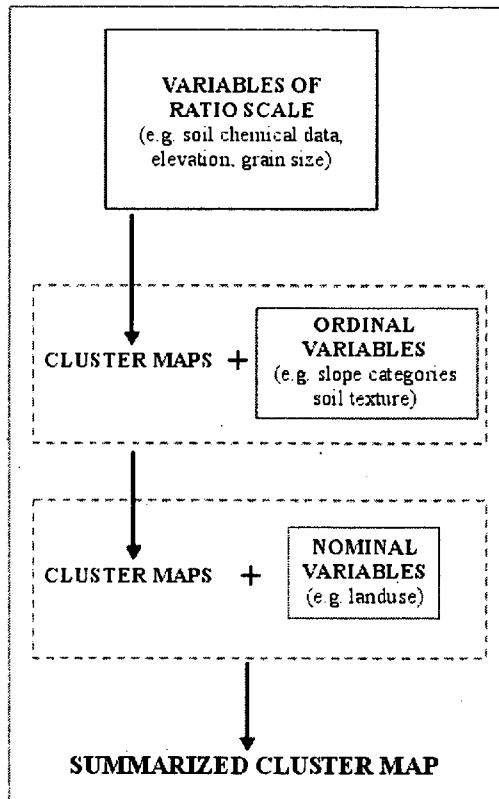 VARIABLES OF
RATIO SCALE
(e.g. soil chemical data,
elevation, grain size)
CLUSTER MAPS +
ORDINAL
VARIABLES
(e.g. slope categories
soil texture)
CLUSTER MAPS +
NOMINAL
VARIABLES
(e.g. landuse)
SUMMARIZED CLUSTER MAP